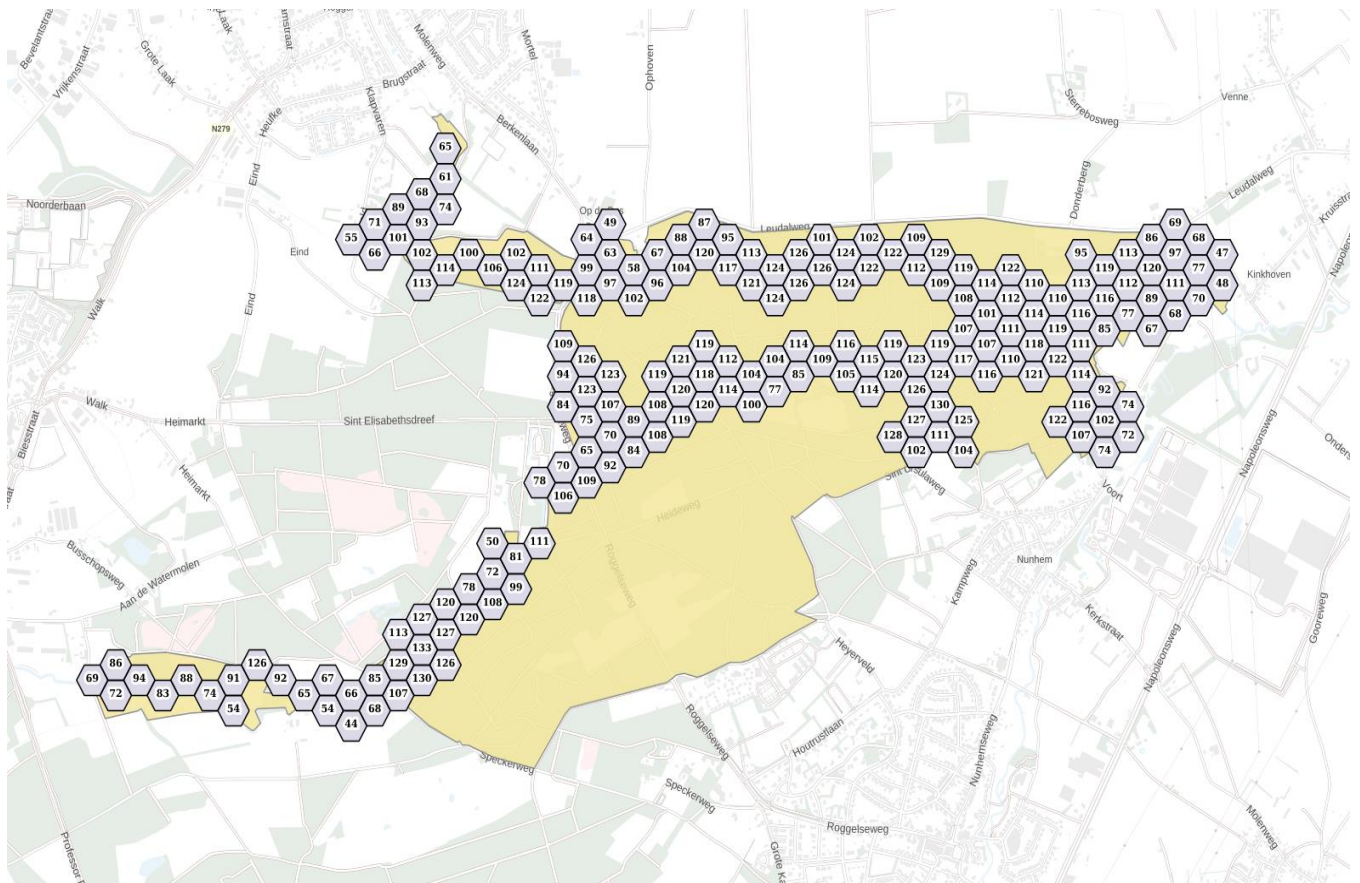 Bevelantstraat
Vrijkenstraat
Grote Laak
Laak
Molenweg
Mortel
Brugstraat
Klapivaren
Ophoven
Heufke
N279
Berkenlaan
Sterrebosweg
Venne
65
Eind
61
68
Noorderbaan
89 74
Donderberg
Leudalweg
Kruisstraat
Op de
71 93 49 87 Leudalweg 69
55 101 64 88 95 101 102 109 86 68
Eind 66 102 100 102 63 67 120 113 126 124 122 129 95 113 97 47
114 106 111 99 58 104 117 124 126 122 112 119 122 119 120 77 Kinkhoven
113 124 119 97 96 121 126 124 109 114 110 113 112 111 48
122 118 102 124 108 112 110 116 89 70
Walk
Eind
101 114 116 77 68
107 111 119 85 67
109 119 114 116 119 119 107 118 111
126 121 112 104 109 115 123 117 110 122
94 123 119 118 104 85 105 120 124 116 121 114
123 120 114 77 114 126 92
Napoleonsweg
Walk
84 107 108 120 100 130 116 74
Biesstraat
Heimarkt
Sint Elisabethsdreef
75 89 119 127 125 122 102
70 108 128 111 107 72
65 84 102 104 74
70 92
Heimarkt
Sint Ursulaweg
78 109
106
Voort
Napoleonsweg
Heideweg
50 111
Busschopsweg
81
Nunhem
72
Roggelseweg
Kampweg
Aan de Watermolen
78 99
120 108
Kerkstraat
Gooreweg
127 120
113 127
133
Heyerveld
86 126 129 126
69 94 88 91 92 67 85 130
72 83 74 65 66 107
54 54 68
44
Napoleonsweg
Roggelseweg
Houtrustlaan
Nunhemseweg
Speckerweg
Speckerweg
Roggelseweg
Molenweg